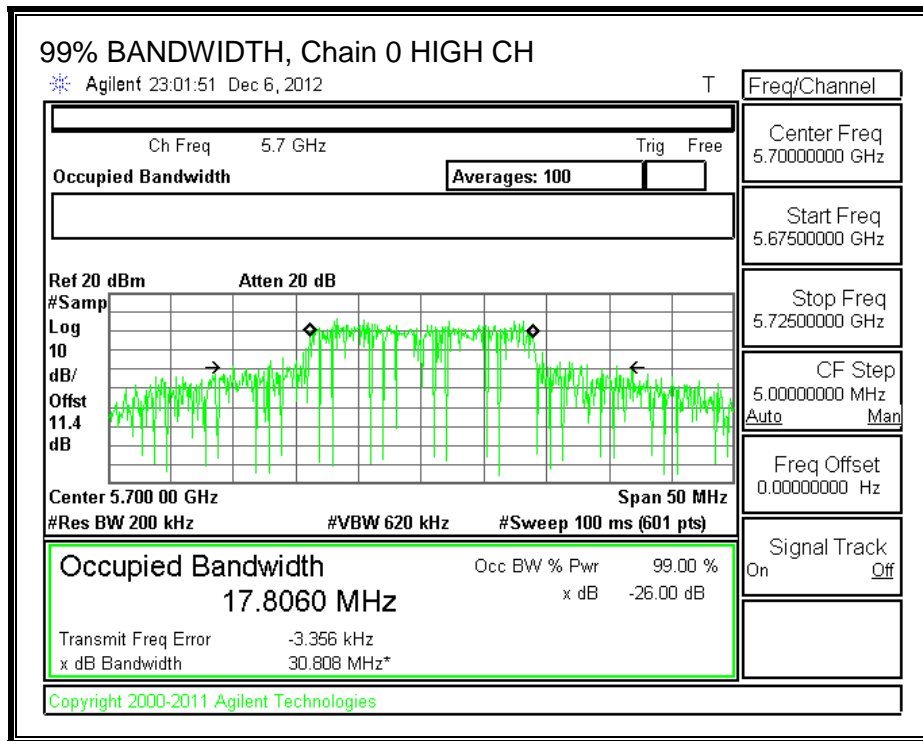 99% BANDWIDTH, Chain 0 HIGH CH
Agilent 23:01:51 Dec 6, 2012 T
Freq/Channel
Ch Freq 5.7 GHz Trig Free
Occupied Bandwidth Averages: 100
Center Freq
5.70000000 GHz
Start Freq
5.67500000 GHz
Stop Freq
5.72500000 GHz
CF Step
5.00000000 MHz
Auto Man
Freq Offset
0.00000000 Hz
Signal Track
On Off
Ref 20 dBm Atten 20 dB
#Samp
Log
10
dB/
Offst
11.4
dB
Center 5.700 00 GHz Span 50 MHz
#Res BW 200 kHz #VBW 620 kHz #Sweep 100 ms (601 pts)
Occupied Bandwidth Occ BW % Pwr 99.00 %
17.8060 MHz x dB -26.00 dB
Transmit Freq Error -3.356 kHz
x dB Bandwidth 30.808 MHz*
Copyright 2000-2011 Agilent Technologies